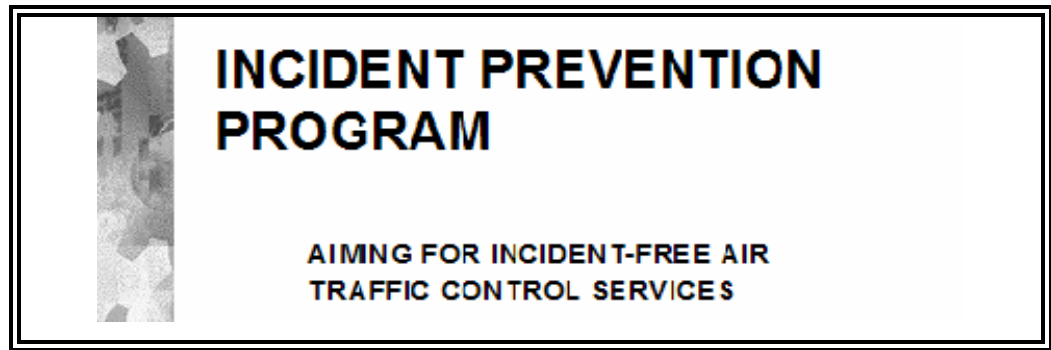 INCIDENT PREVENTION
PROGRAM
AIMING FOR INCIDENT-FREE AIR
TRAFFIC CONTROL SERVICES